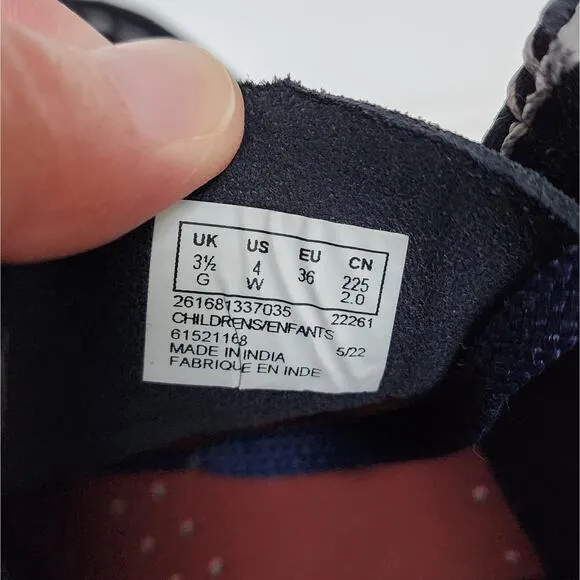 UK US EU CN
3½ 4 36 225
G W 2.0
261681337035 22261
CHILDRENS/ENFANTS
61521168 5/22
MADE IN INDIA
FABRIQUE EN INDE